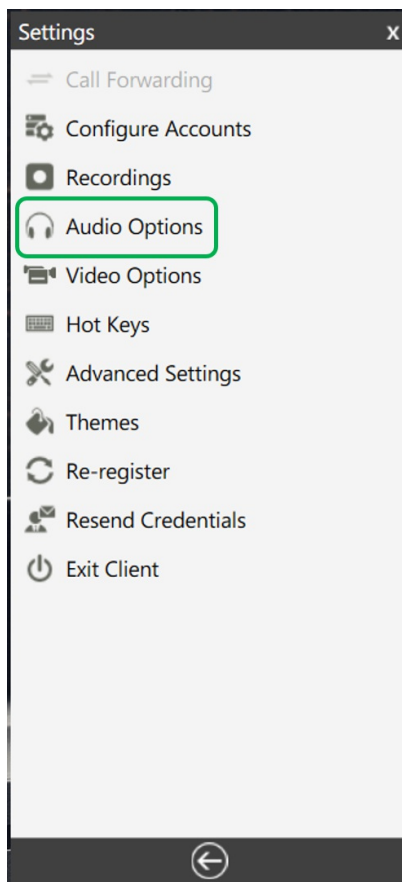 Settings x
Call Forwarding
Configure Accounts
Recordings
Audio Options
Video Options
Hot Keys
Advanced Settings
Themes
Re-register
Resend Credentials
Exit Client